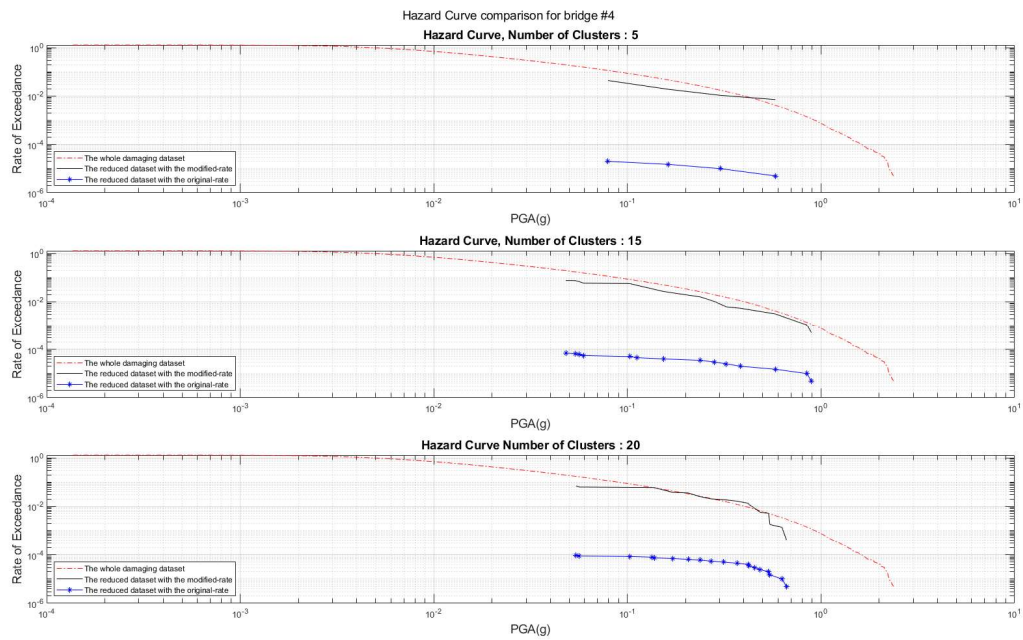 Hazard Curve comparison for bridge #4
Hazard Curve, Number of Clusters : 5
Rate of Exceedance
10^0
10^-2
10^-4
10^-6
The whole damaging dataset
The reduced dataset with the modified-rate
The reduced dataset with the original-rate
10^-4 10^-3 10^-2 10^-1 10^0 10^1
PGA(g)
Hazard Curve, Number of Clusters : 15
Rate of Exceedance
10^0
10^-2
10^-4
10^-6
The whole damaging dataset
The reduced dataset with the modified-rate
The reduced dataset with the original-rate
10^-4 10^-3 10^-2 10^-1 10^0 10^1
PGA(g)
Hazard Curve Number of Clusters : 20
Rate of Exceedance
10^0
10^-2
10^-4
10^-6
The whole damaging dataset
The reduced dataset with the modified-rate
The reduced dataset with the original-rate
10^-4 10^-3 10^-2 10^-1 10^0 10^1
PGA(g)